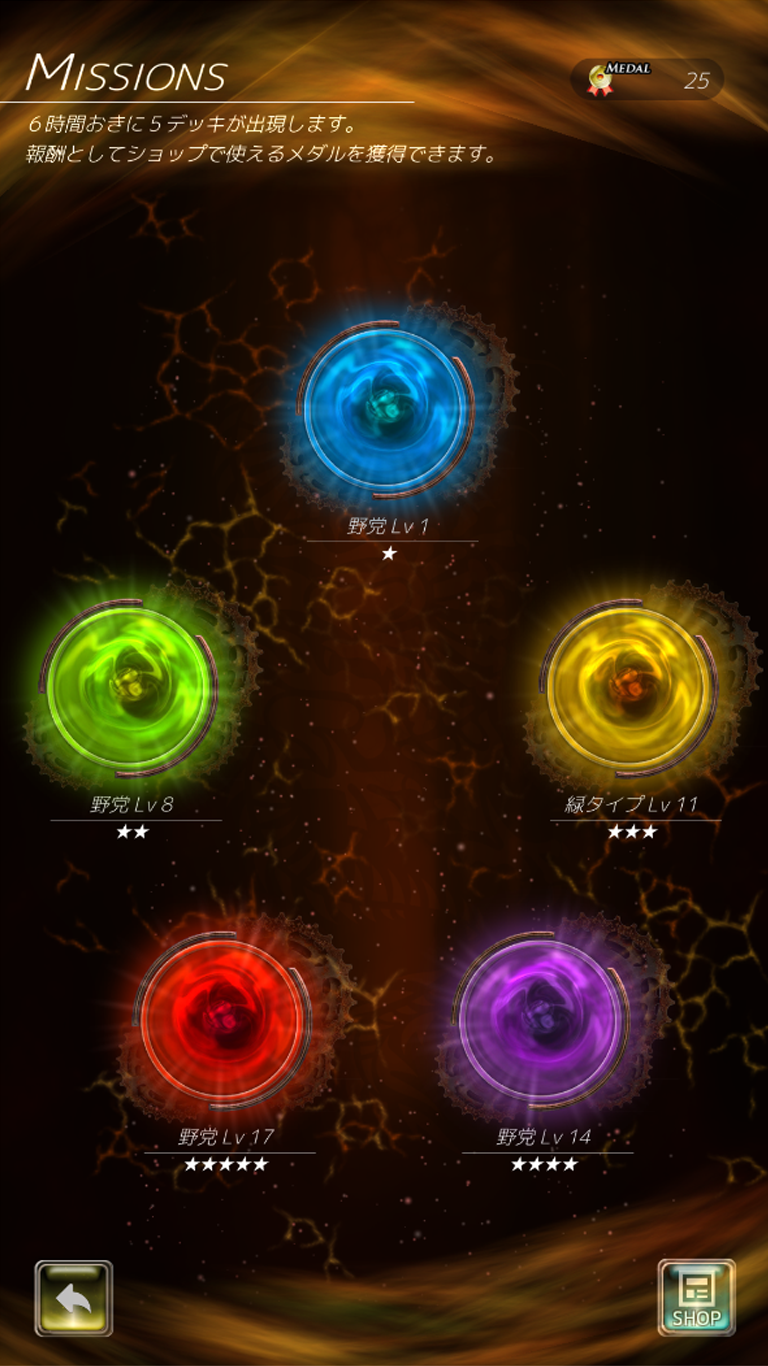 MISSIONS
MEDAL 25
6時間おきに5デッキが出現します。
報酬としてショップで使えるメダルを獲得できます。
野党 Lv 1
★
野党 Lv 8
★★
緑タイプ Lv 11
★★★
野党 Lv 17
★★★★★
野党 Lv 14
★★★★
SHOP